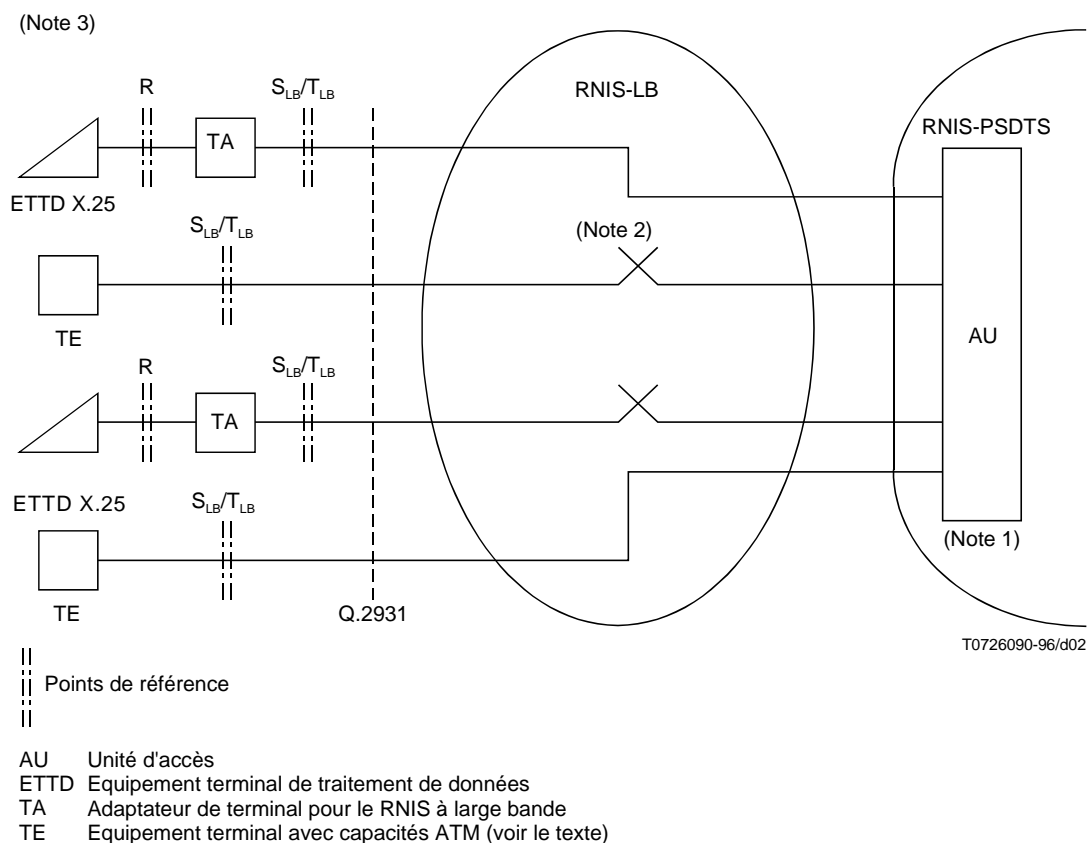 (Note 3)
R
S_LB/T_LB
RNIS-LB
RNIS-PSDTS
TA
ETTD X.25
S_LB/T_LB
(Note 2)
TE
AU
R
S_LB/T_LB
TA
ETTD X.25
S_LB/T_LB
(Note 1)
TE
Q.2931
T0726090-96/d02
Points de référence
AU Unité d'accès
ETTD Equipement terminal de traitement de données
TA Adaptateur de terminal pour le RNIS à large bande
TE Equipement terminal avec capacités ATM (voir le texte)